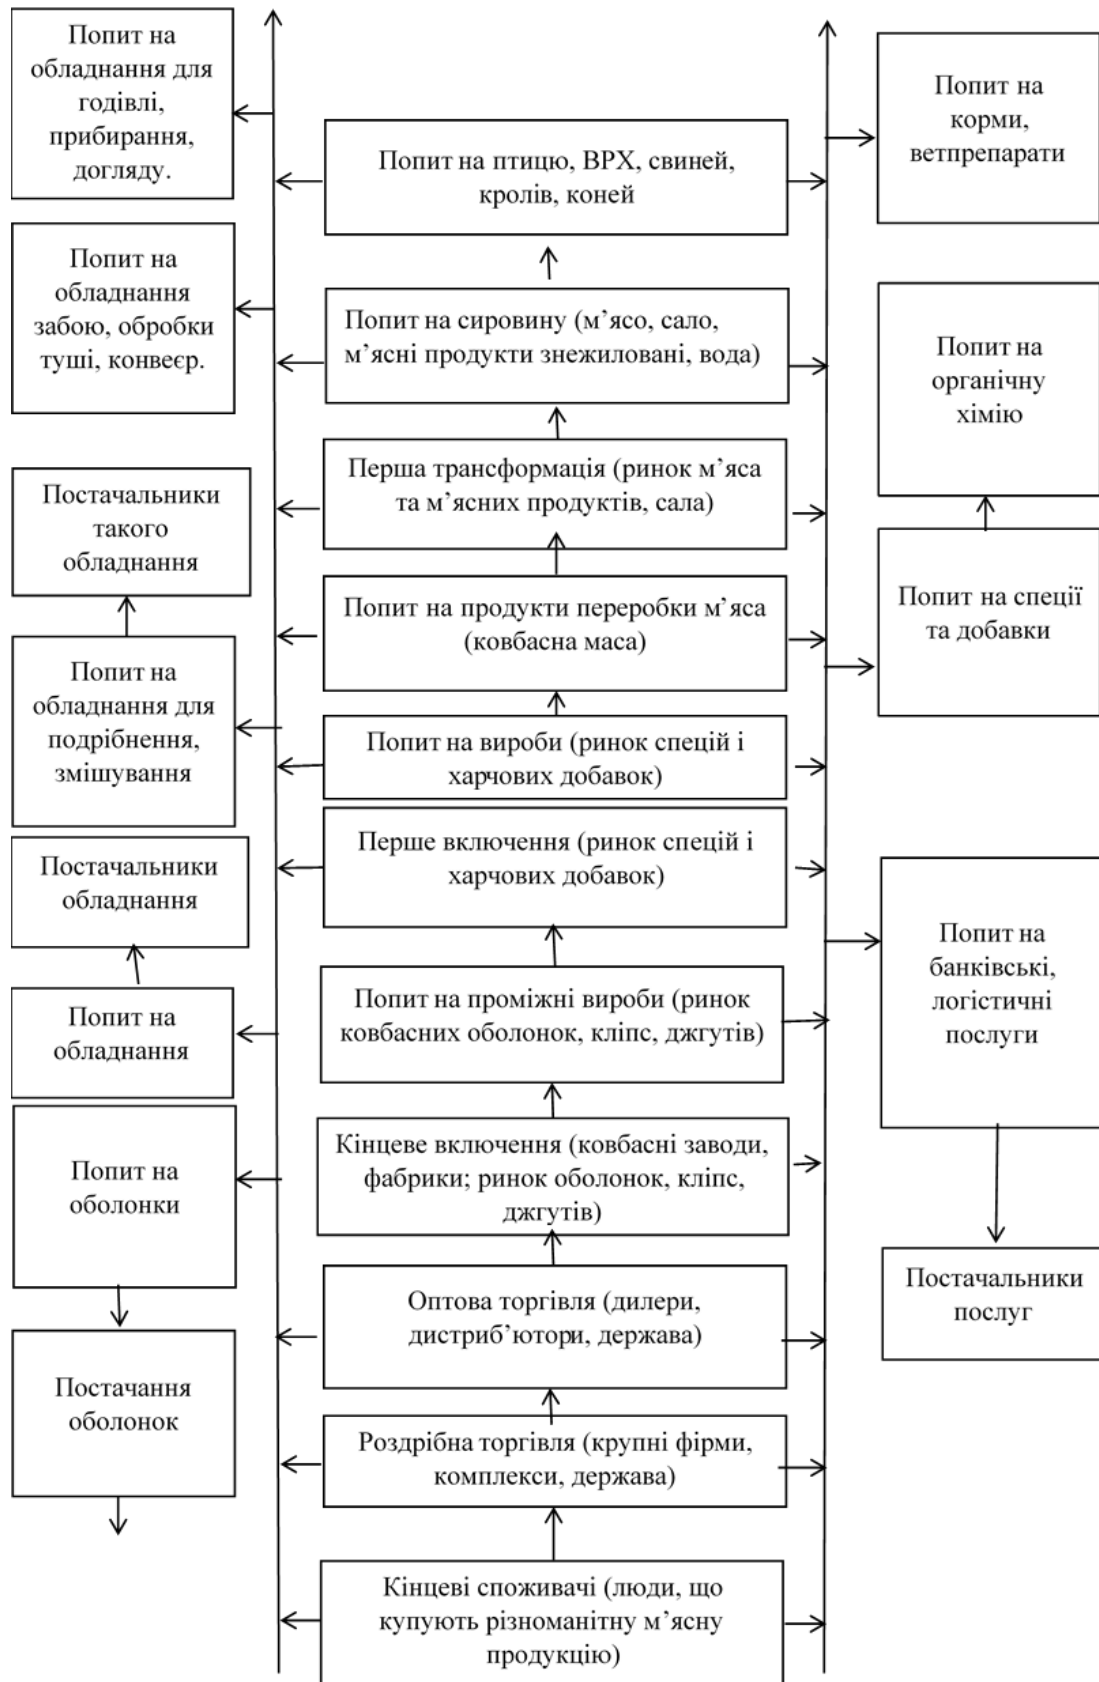 Попит на
обладнання для
годівлі,
прибирання,
догляду.
Попит на
обладнання
забою, обробки
туші, конвеєр.
Постачальники
такого
обладнання
Попит на
обладнання для
подрібнення,
змішування
Постачальники
обладнання
Попит на
обладнання
Попит на
оболонки
Постачання
оболонок
Попит на птицю, ВРХ, свиней,
кролів, коней
Попит на сировину (м’ясо, сало,
м’ясні продукти знежиловані, вода)
Перша трансформація (ринок м’яса
та м’ясних продуктів, сала)
Попит на продукти переробки м’яса
(ковбасна маса)
Попит на вироби (ринок спецій і
харчових добавок)
Перше включення (ринок спецій і
харчових добавок)
Попит на проміжні вироби (ринок
ковбасних оболонок, кліпс, джгутів)
Кінцеве включення (ковбасні заводи,
фабрики; ринок оболонок, кліпс,
джгутів)
Оптова торгівля (дилери,
дистриб’ютори, держава)
Роздрібна торгівля (крупні фірми,
комплекси, держава)
Кінцеві споживачі (люди, що
купують різноманітну м’ясну
продукцію)
Попит на
корми,
ветпрепарати
Попит на
органічну
хімію
Попит на спеції
та добавки
Попит на
банківські,
логістичні
послуги
Постачальники
послуг